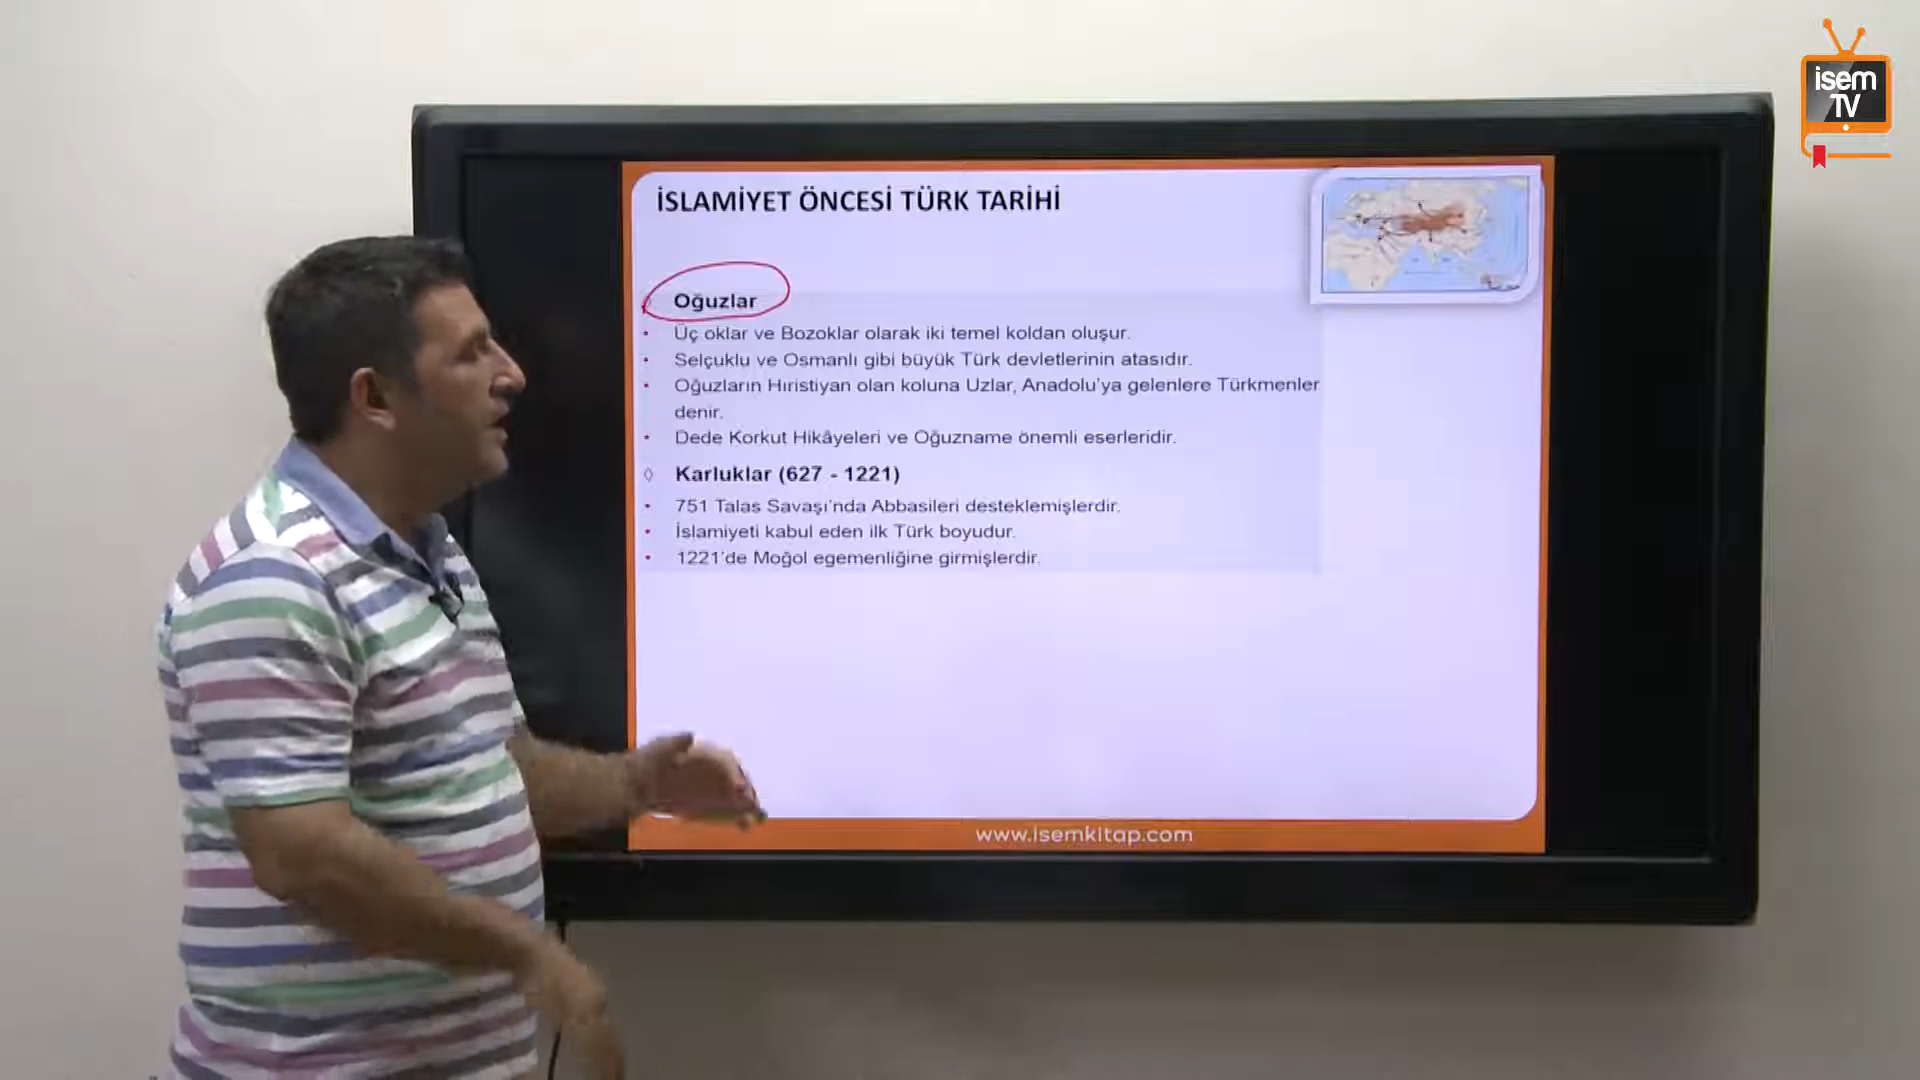 isem
TV
İSLAMİYET ÖNCESİ TÜRK TARİHİ
◊ Oğuzlar
• Üç oklar ve Bozoklar olarak iki temel koldan oluşur.
• Selçuklu ve Osmanlı gibi büyük Türk devletlerinin atasıdır.
• Oğuzların Hıristiyan olan koluna Uzlar, Anadolu'ya gelenlere Türkmenler
denir.
• Dede Korkut Hikâyeleri ve Oğuzname önemli eserleridir.
◊ Karluklar (627 - 1221)
• 751 Talas Savaşı'nda Abbasileri desteklemişlerdir.
• İslamiyeti kabul eden ilk Türk boyudur.
• 1221'de Moğol egemenliğine girmişlerdir.
www.isemkitap.com